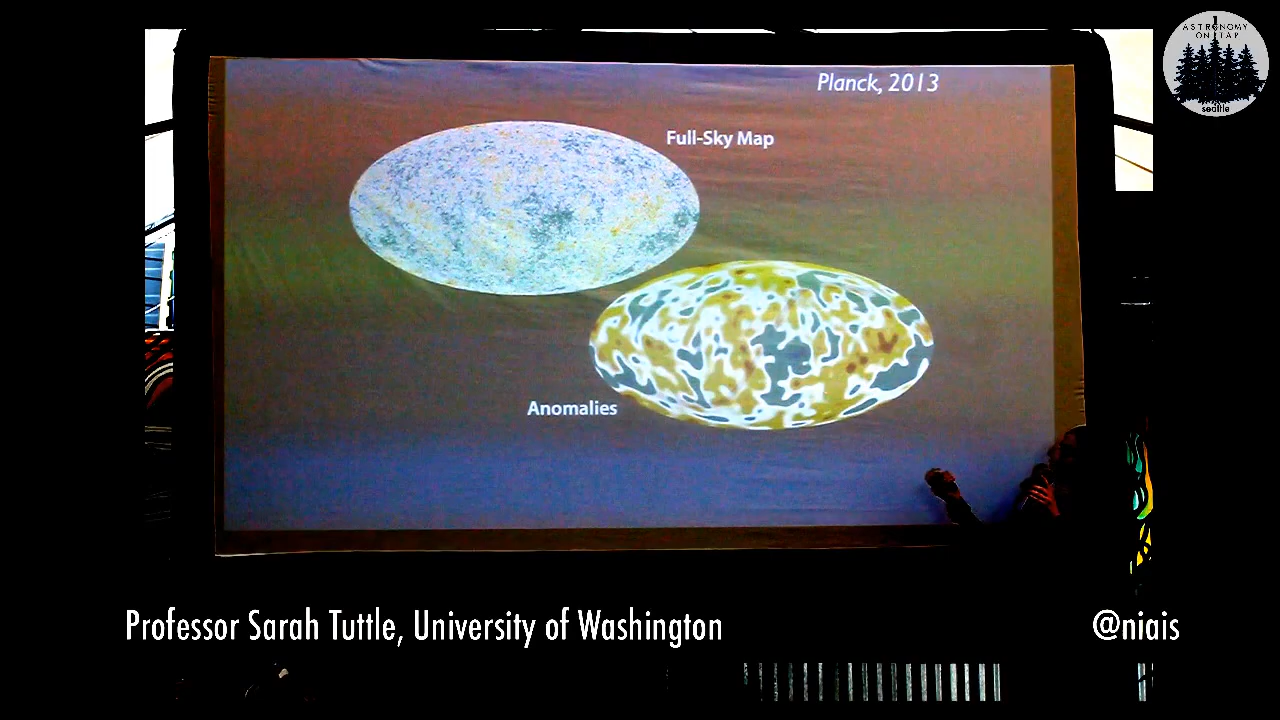 ASTRONOMY
ON TAP
seattle
Planck, 2013
Full-Sky Map
Anomalies
Professor Sarah Tuttle, University of Washington
@niais